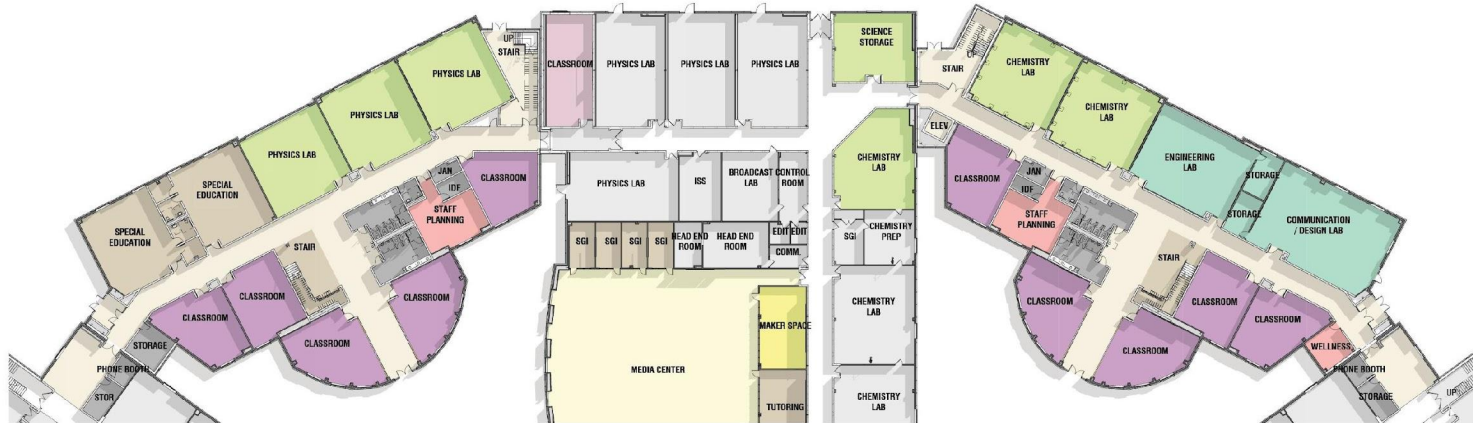 UP
STAIR
PHYSICS LAB
PHYSICS LAB
PHYSICS LAB
SPECIAL
EDUCATION
SPECIAL
EDUCATION
JAN
IDF
CLASSROOM
STAFF
PLANNING
STAIR
CLASSROOM
CLASSROOM
CLASSROOM
CLASSROOM
STORAGE
PHONE BOOTH
STOR
CLASSROOM
PHYSICS LAB
PHYSICS LAB
PHYSICS LAB
SCIENCE
STORAGE
PHYSICS LAB
ISS
BROADCAST
LAB
CONTROL
ROOM
SGI
SGI
SGI
SGI
HEAD END
ROOM
HEAD END
ROOM
EDIT
EDIT
COMM.
MEDIA CENTER
MAKER SPACE
TUTORING
CHEMISTRY
LAB
SGI
CHEMISTRY
PREP
CHEMISTRY
LAB
CHEMISTRY
LAB
STAIR
CHEMISTRY
LAB
CHEMISTRY
LAB
ELEV
ENGINEERING
LAB
STORAGE
STORAGE
COMMUNICATION
/ DESIGN LAB
CLASSROOM
JAN
IDF
STAFF
PLANNING
STAIR
CLASSROOM
CLASSROOM
CLASSROOM
CLASSROOM
WELLNESS
PHONE BOOTH
STORAGE
UP